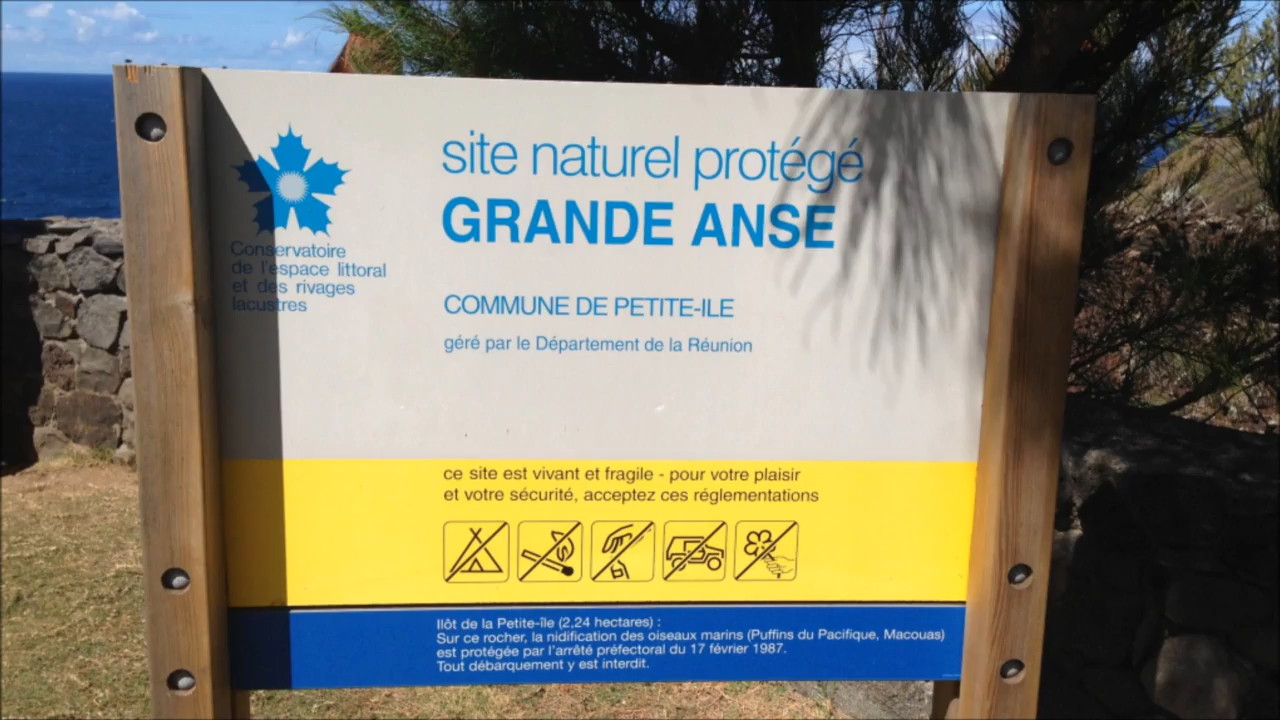 Conservatoire
de l'espace littoral
et des rivages
lacustres
site naturel protégé
GRANDE ANSE
COMMUNE DE PETITE-ILE
géré par le Département de la Réunion
ce site est vivant et fragile - pour votre plaisir
et votre sécurité, acceptez ces réglementations
Ilôt de la Petite-île (2,24 hectares) :
Sur ce rocher, la nidification des oiseaux marins (Puffins du Pacifique, Macouas)
est protégée par l'arrêté préfectoral du 17 février 1987.
Tout débarquement y est interdit.